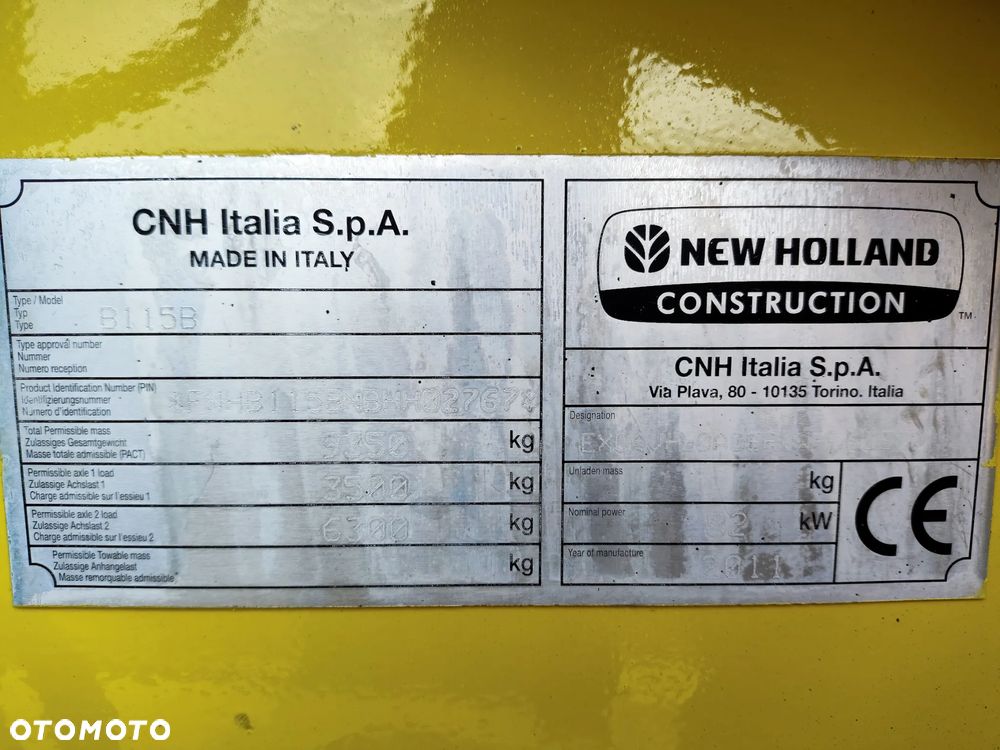 CNH Italia S.p.A.
MADE IN ITALY
Type / Model
Typ
Type
B115B
Type approval number
Nummer
Numero reception
Product Identification Number (PIN)
Identifizierungsnummer
Numero d'identification
Total Permissible mass
Zulassiges Gesamtgewicht
Masse totale admissible (PACT)
kg
Permissible axle 1 load
Zulassige Achslast 1
Charge admissible sur l'essieu 1
3500
kg
Permissible axle 2 load
Zulassige Achslast 2
Charge admissible sur l'essieu 2
6300
kg
Permissible Towable mass
Zulassige Anhangelast
Masse remorquable admissible
kg
NEW HOLLAND
CONSTRUCTION
TM
CNH Italia S.p.A.
Via Plava, 80 - 10135 Torino. Italia
Designation
Unladen mass
kg
Nominal power
kW
Year of manufacture
2011
CE
OTOMOTO